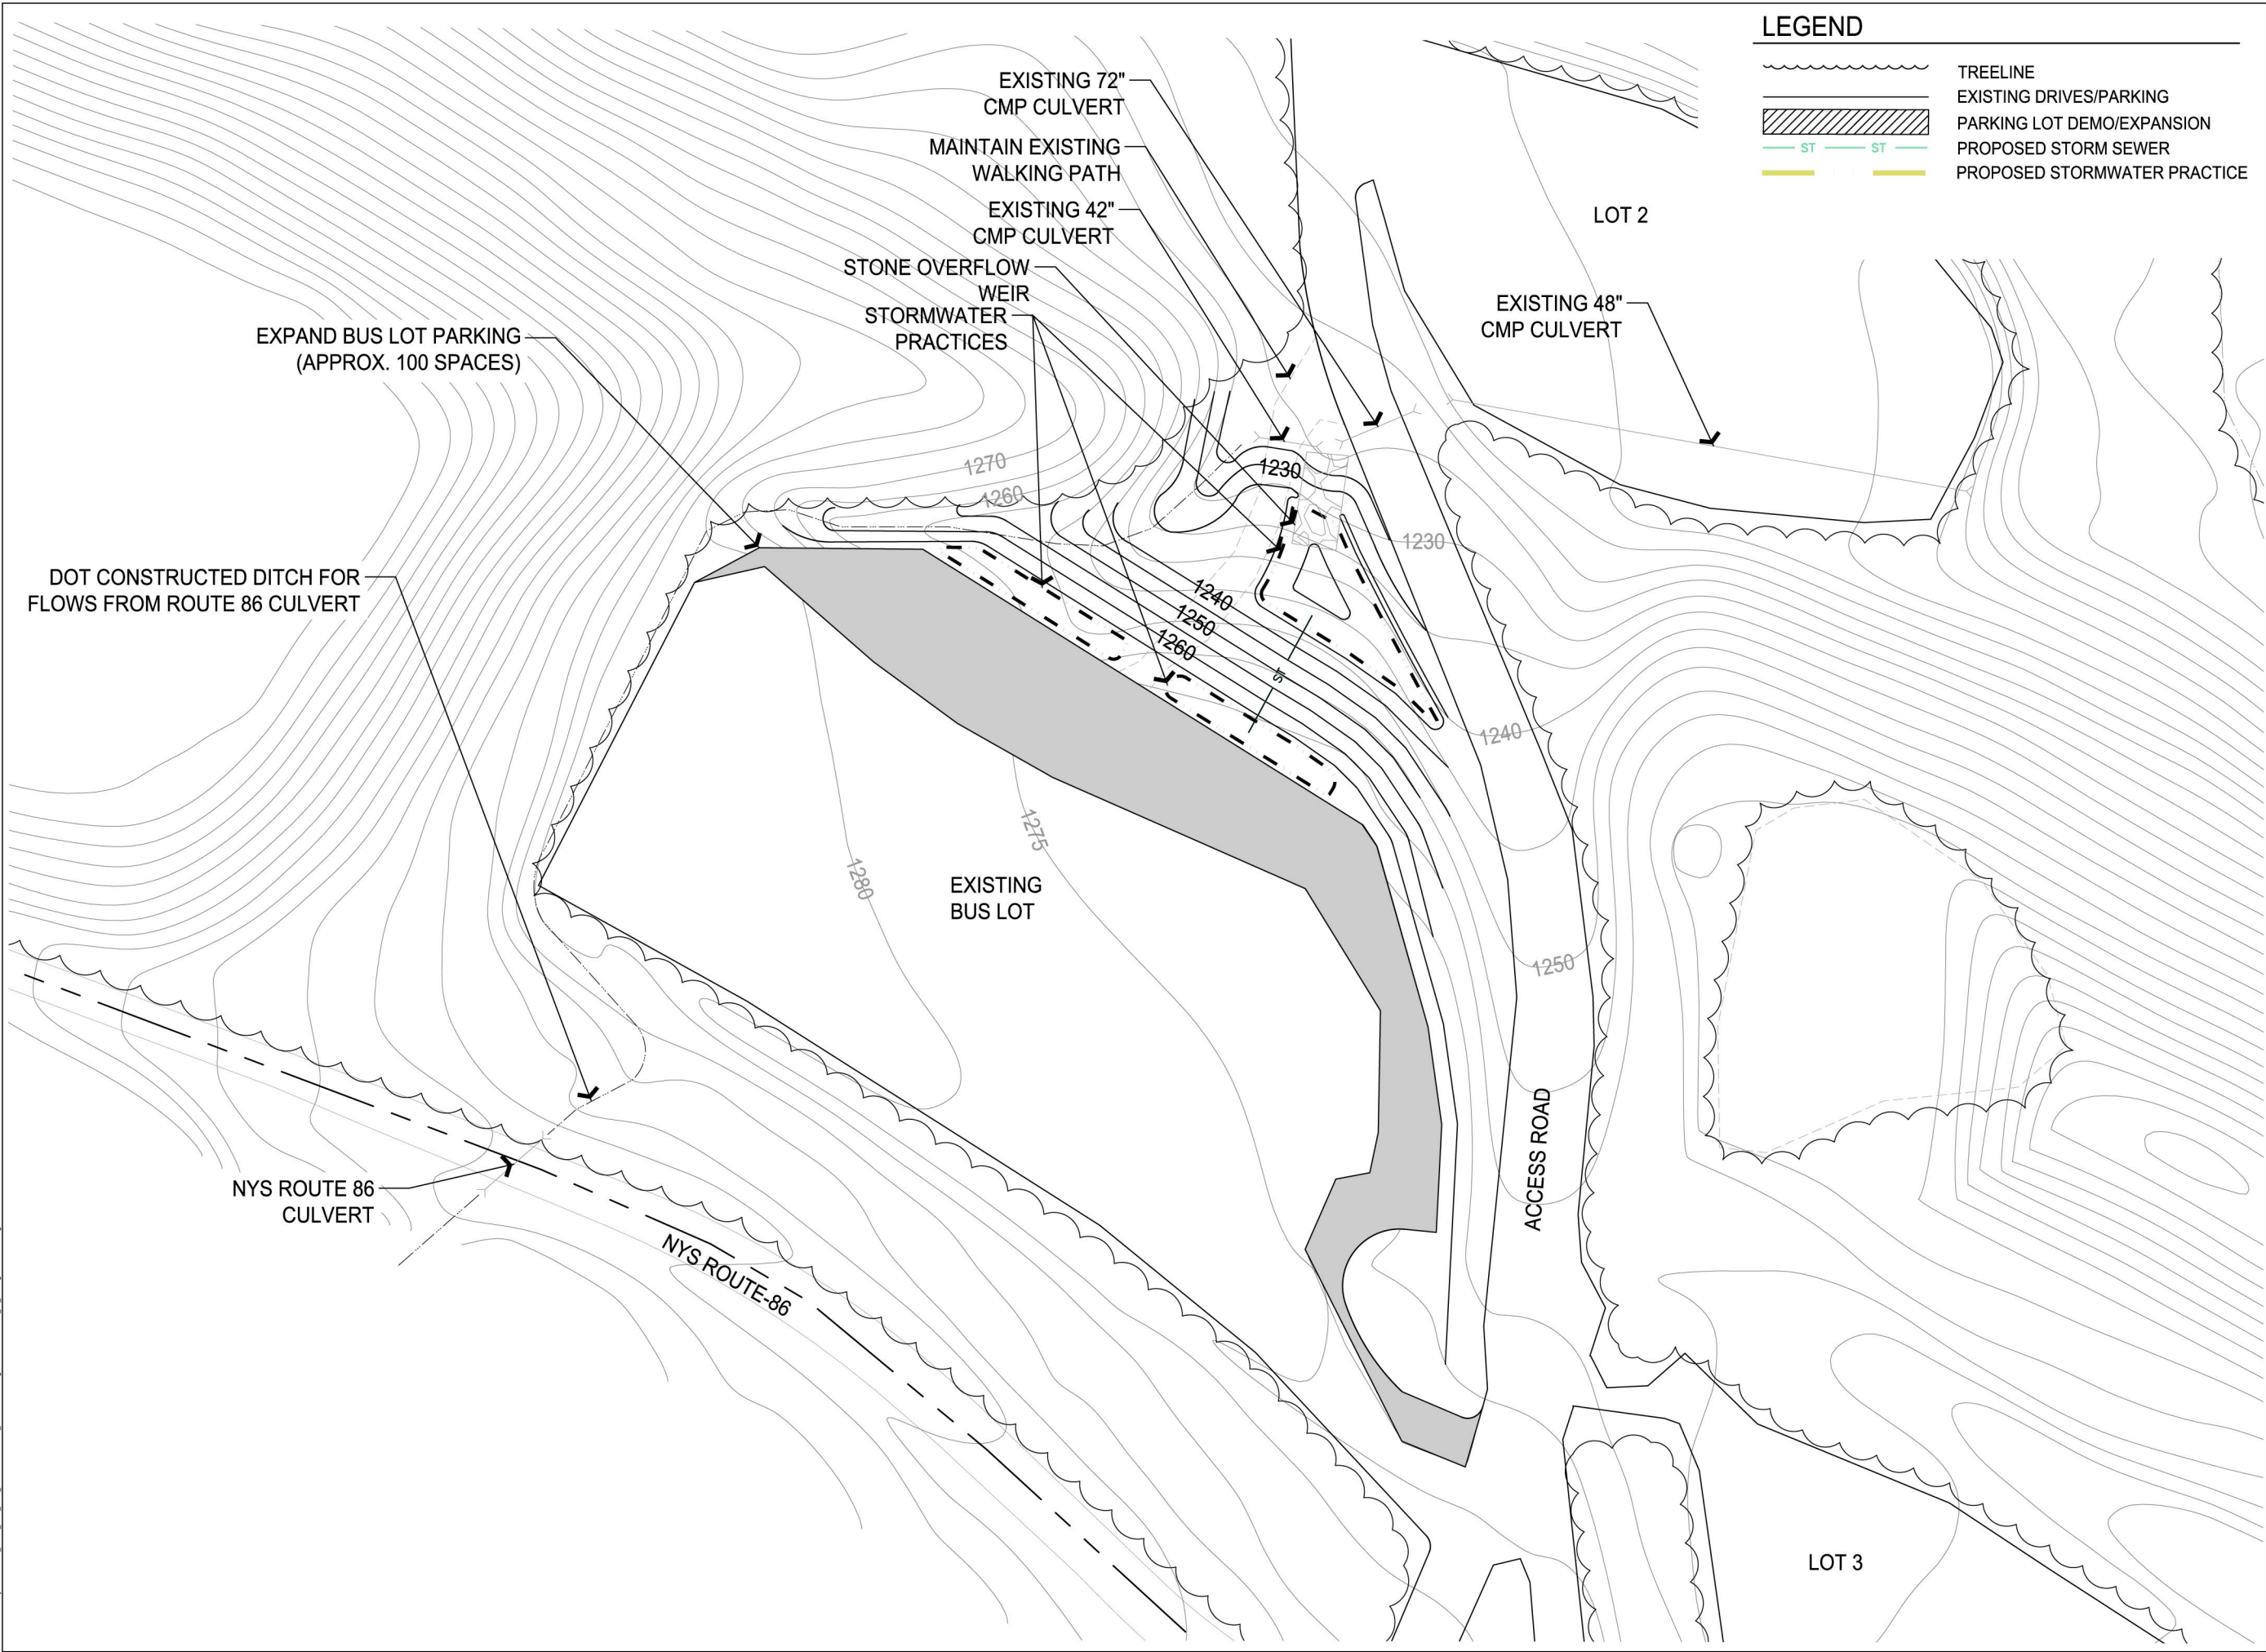 LEGEND
TREELINE
EXISTING DRIVES/PARKING
PARKING LOT DEMO/EXPANSION
ST ST
PROPOSED STORM SEWER
PROPOSED STORMWATER PRACTICE
EXISTING 72"
CMP CULVERT
MAINTAIN EXISTING
WALKING PATH
EXISTING 42"
CMP CULVERT
STONE OVERFLOW
WEIR
STORMWATER
PRACTICES
LOT 2
EXISTING 48"
CMP CULVERT
EXPAND BUS LOT PARKING
(APPROX. 100 SPACES)
1270
1260
1230
1230
DOT CONSTRUCTED DITCH FOR
FLOWS FROM ROUTE 86 CULVERT
1240
1250
1260
ST
1240
1275
1280
EXISTING
BUS LOT
1250
ACCESS ROAD
NYS ROUTE 86
CULVERT
NYS ROUTE-86
LOT 3